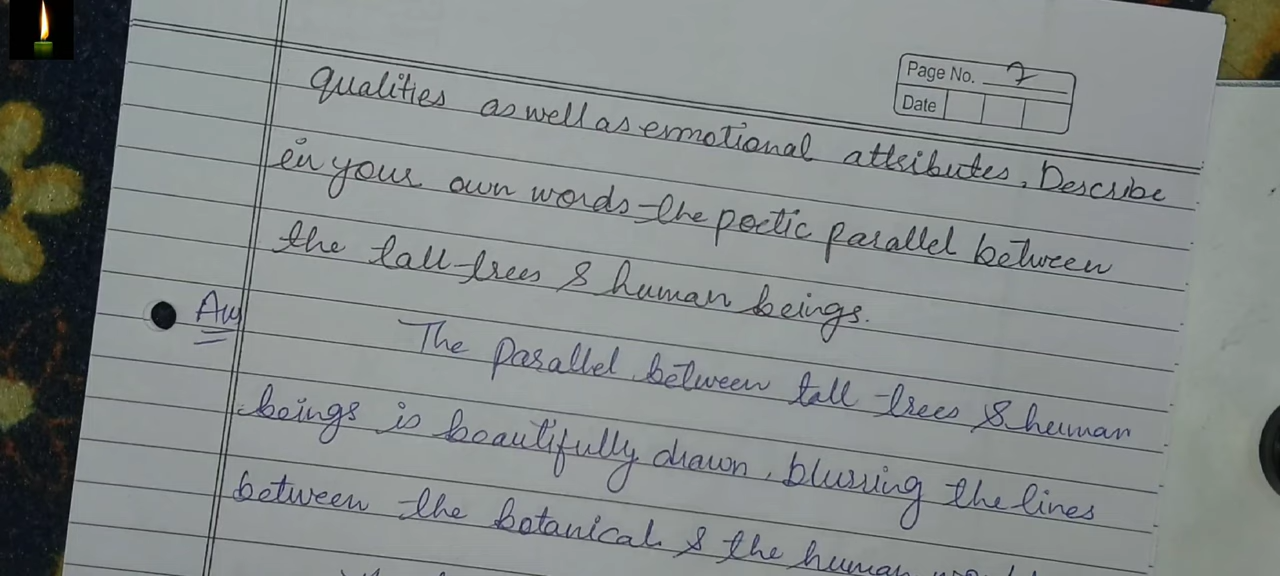 Page No. 7
Date
qualities as well as emotional attributes. Describe
in your own words the poetic parallel between
the tall trees & human beings.
Ans
The parallel between tall trees & human
beings is beautifully drawn, blurring the lines
between the botanical & the human